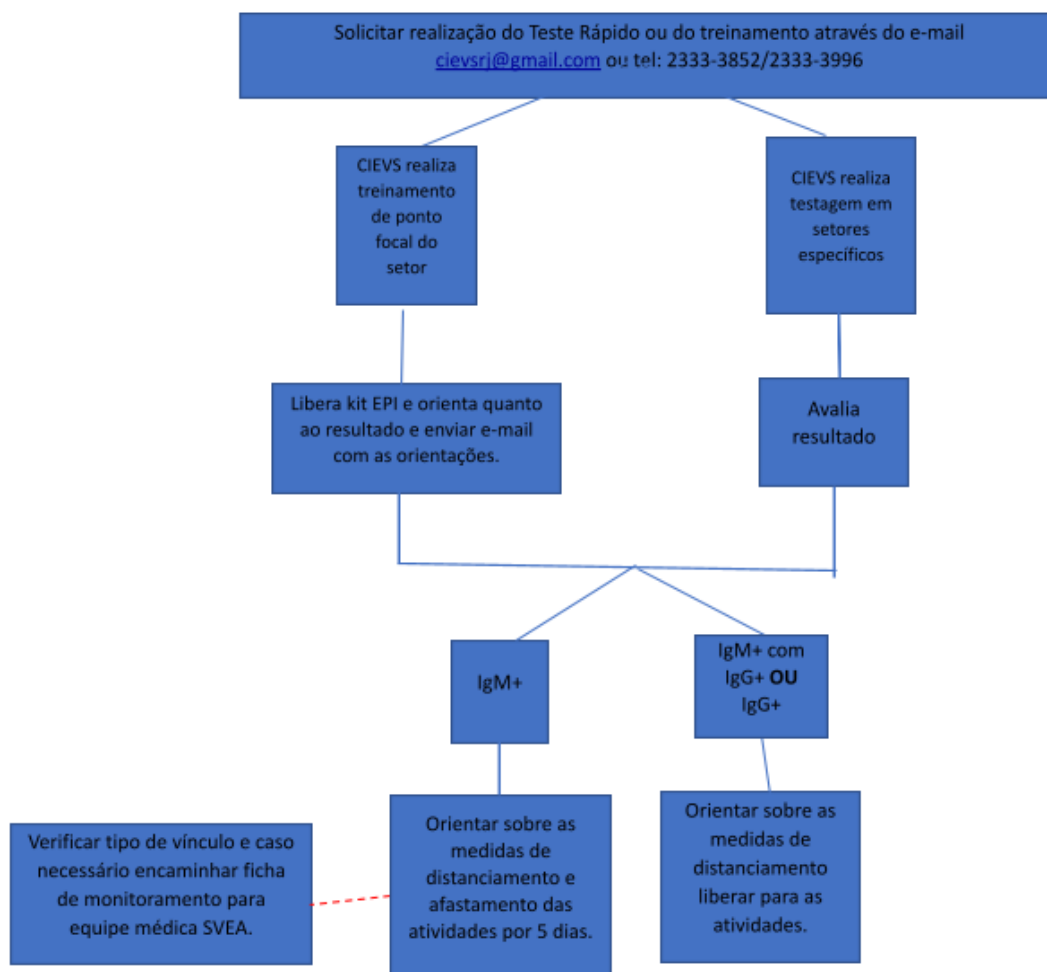 Solicitar realização do Teste Rápido ou do treinamento através do e-mail
cievsrj@gmail.com ou tel: 2333-3852/2333-3996
CIEVS realiza
treinamento
de ponto
focal do
setor
CIEVS realiza
testagem em
setores
específicos
Libera kit EPI e orienta quanto
ao resultado e enviar e-mail
com as orientações.
Avalia
resultado
IgM+
IgM+ com
IgG+ OU
IgG+
Verificar tipo de vínculo e caso
necessário encaminhar ficha
de monitoramento para
equipe médica SVEA.
Orientar sobre as
medidas de
distanciamento e
afastamento das
atividades por 5 dias.
Orientar sobre as
medidas de
distanciamento
liberar para as
atividades.